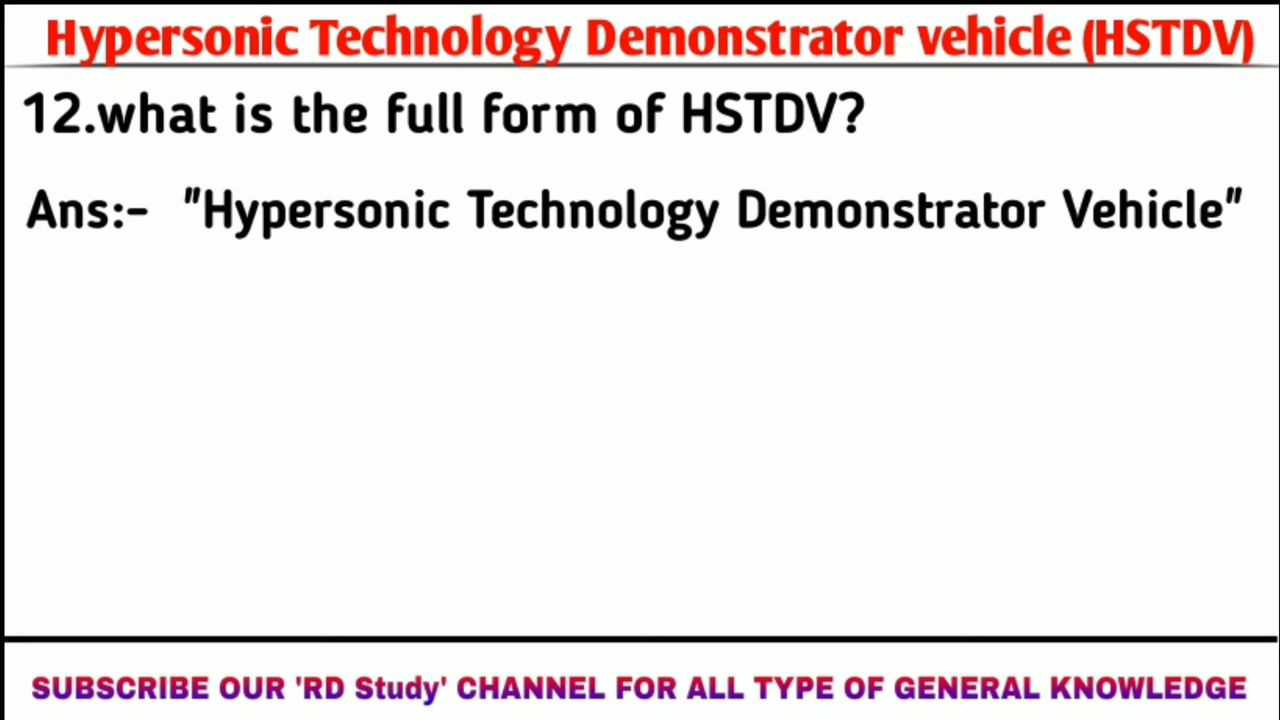 Hypersonic Technology Demonstrator vehicle (HSTDV)
12.what is the full form of HSTDV?
Ans:- "Hypersonic Technology Demonstrator Vehicle"
SUBSCRIBE OUR 'RD Study' CHANNEL FOR ALL TYPE OF GENERAL KNOWLEDGE